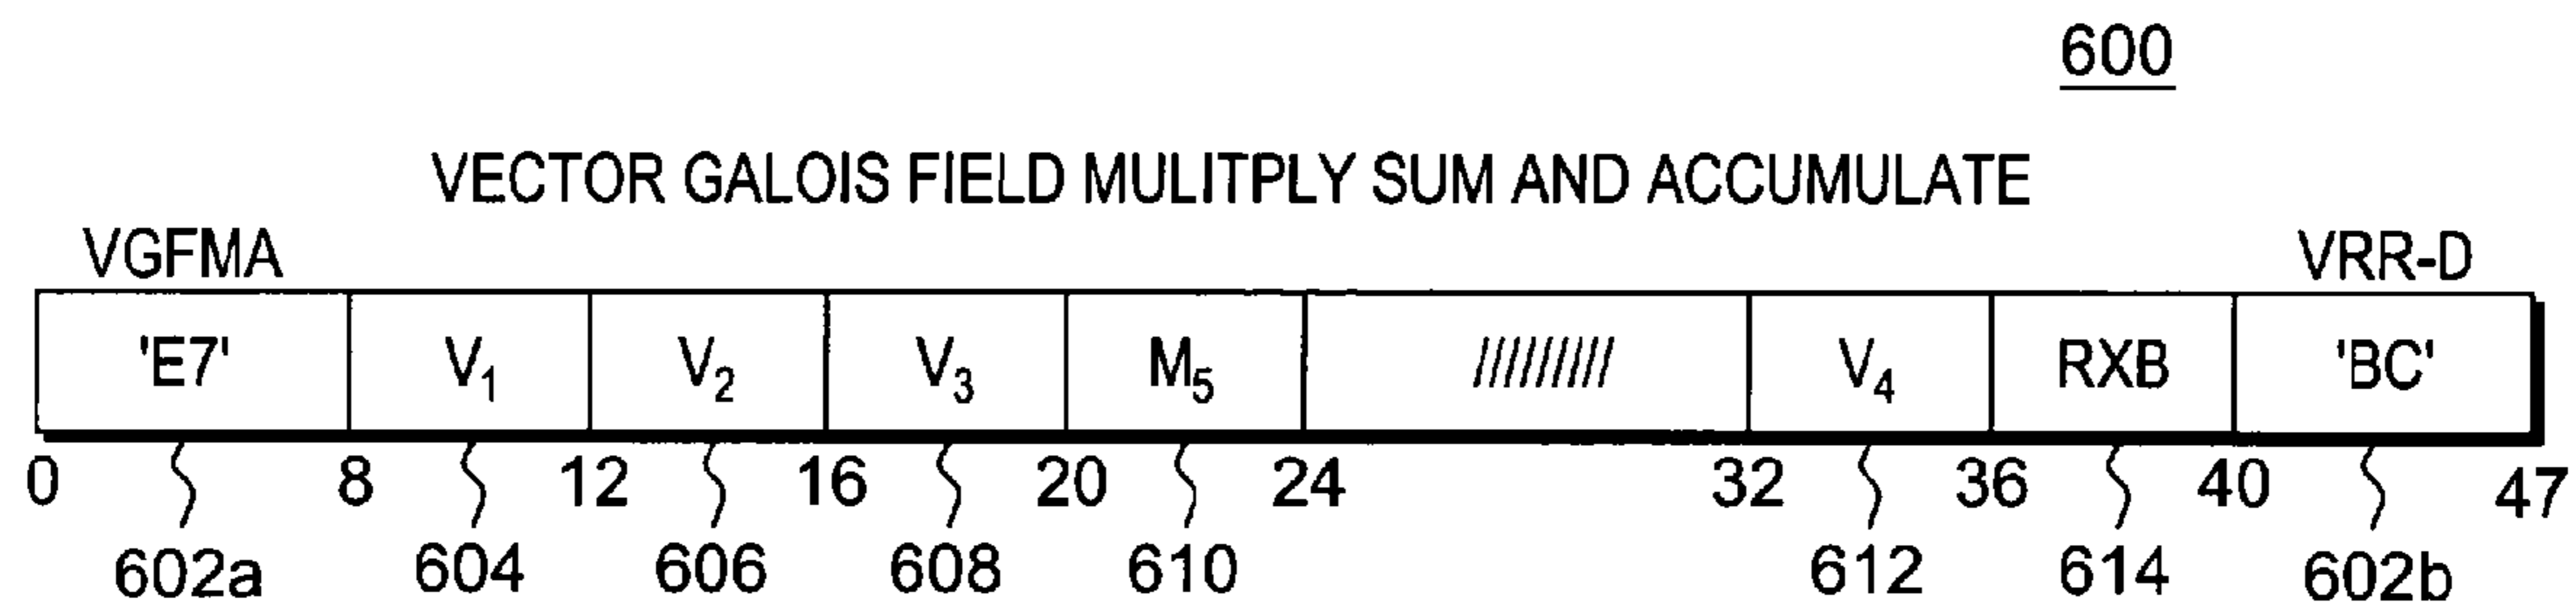 600
VECTOR GALOIS FIELD MULITPLY SUM AND ACCUMULATE
VGFMA VRR-D
'E7' V₁ V₂ V₃ M₅ ///////// V₄ RXB 'BC'
0 8 12 16 20 24 32 36 40 47
602a 604 606 608 610 612 614 602b